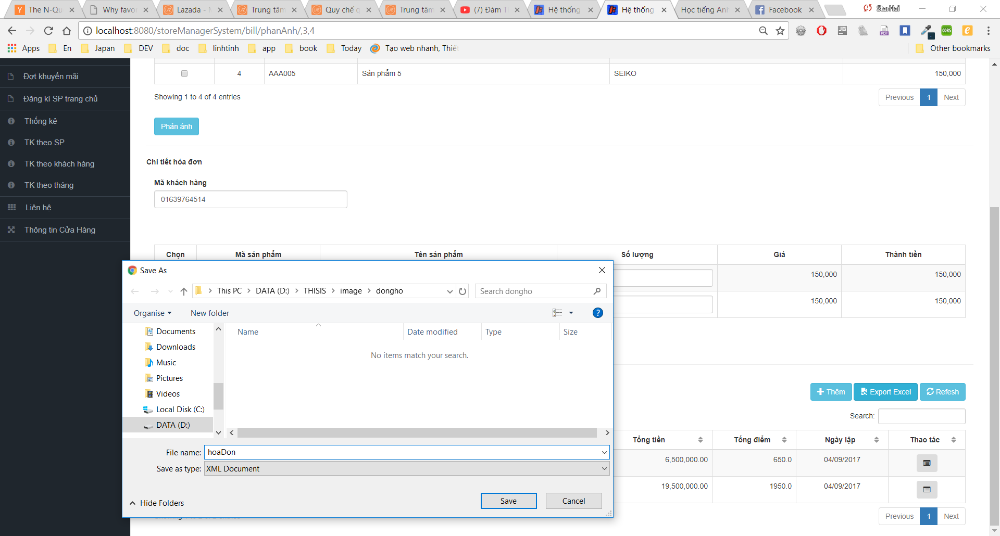 The N-Qu
Why favo
Lazada -
Trung tâm
Quy chế
Trung tâm
(7) Đàm T
Hệ thống
Hệ thống
Học tiếng Anh
Facebook
StarHai
localhost:8080/storeManagerSystem/bill/phanAnh/,3,4
Apps
En
Japan
DEV
doc
linhtinh
app
book
Today
Tạo web nhanh, Thiết
Other bookmarks
Đợt khuyến mãi
Đăng kí SP trang chủ
Thống kê
TK theo SP
TK theo khách hàng
TK theo tháng
Liên hệ
Thông tin Cửa Hàng
4 AAA005 Sản phẩm 5 SEIKO 150,000
Showing 1 to 4 of 4 entries
Previous 1 Next
Phản ánh
Chi tiết hóa đơn
Mã khách hàng
01639764514
Chọn Mã sản phẩm Tên sản phẩm Số lượng Giá Thành tiền
150,000 150,000
150,000 150,000
Save As
This PC > DATA (D:) > THISIS > image > dongho
Search dongho
Organise
New folder
Documents
Downloads
Music
Pictures
Videos
Local Disk (C:)
DATA (D:)
Name Date modified Type Size
No items match your search.
File name: hoaDon
Save as type: XML Document
Hide Folders
Save
Cancel
Thêm
Export Excel
Refesh
Search:
Tổng tiền Tổng điểm Ngày lập Thao tác
6,500,000.00 650.0 04/09/2017
19,500,000.00 1950.0 04/09/2017
Previous 1 Next